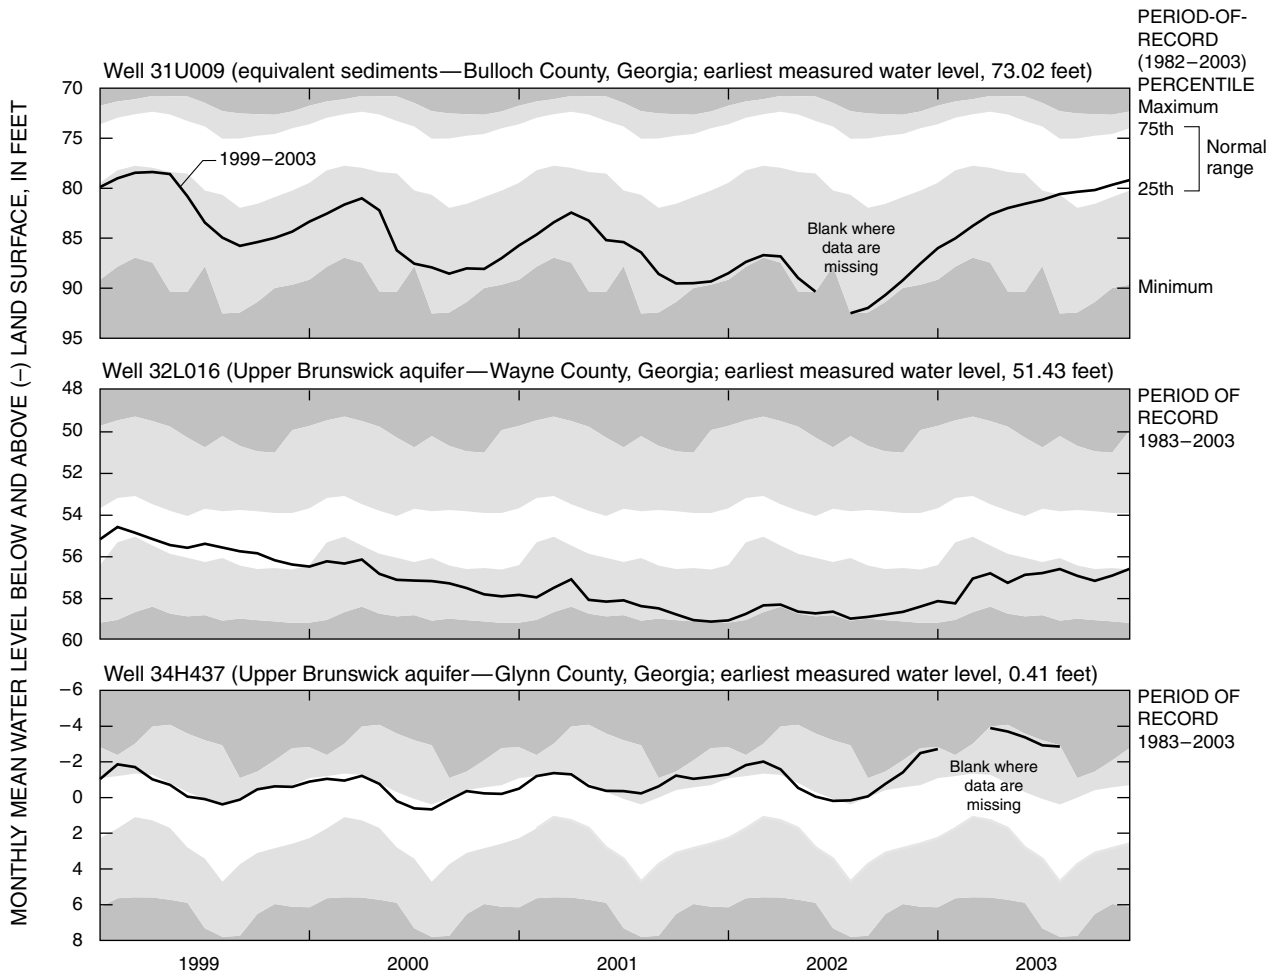 PERIOD-OF-
RECORD
(1982–2003)
PERCENTILE
Well 31U009 (equivalent sediments—Bulloch County, Georgia; earliest measured water level, 73.02 feet)
MONTHLY MEAN WATER LEVEL BELOW AND ABOVE (–) LAND SURFACE, IN FEET
70
75
80
85
90
95
1999–2003
Blank where
data are
missing
Maximum
75th
Normal
range
25th
Minimum
Well 32L016 (Upper Brunswick aquifer—Wayne County, Georgia; earliest measured water level, 51.43 feet)
48
50
52
54
56
58
60
PERIOD OF
RECORD
1983–2003
Well 34H437 (Upper Brunswick aquifer—Glynn County, Georgia; earliest measured water level, 0.41 feet)
–6
–4
–2
0
2
4
6
8
Blank where
data are
missing
PERIOD OF
RECORD
1983–2003
1999
2000
2001
2002
2003